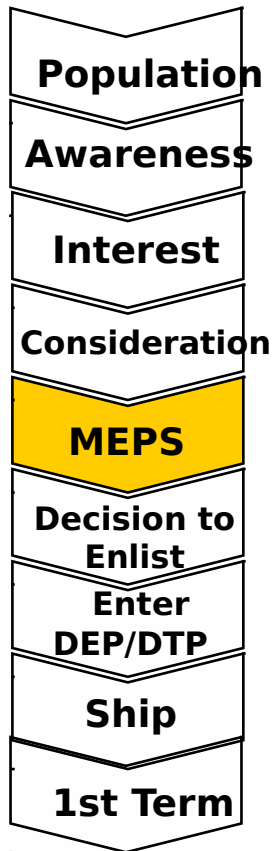 Population
Awareness
Interest
Consideration
MEPS
Decision to
Enlist
Enter
DEP/DTP
Ship
1st Term